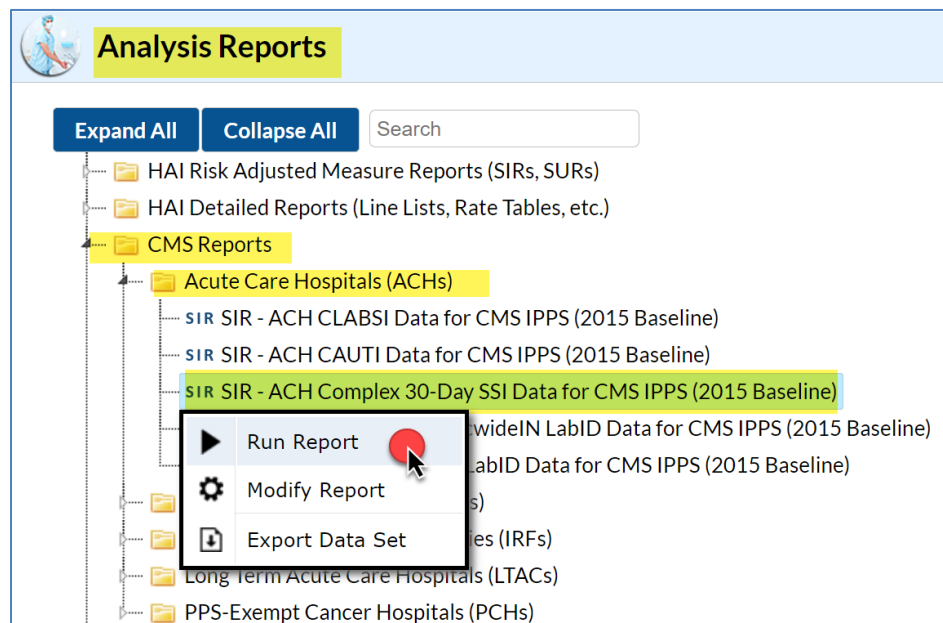 Analysis Reports
Expand All Collapse All Search
HAI Risk Adjusted Measure Reports (SIRs, SURs)
HAI Detailed Reports (Line Lists, Rate Tables, etc.)
CMS Reports
Acute Care Hospitals (ACHs)
SIR SIR - ACH CLABSI Data for CMS IPPS (2015 Baseline)
SIR SIR - ACH CAUTI Data for CMS IPPS (2015 Baseline)
SIR SIR - ACH Complex 30-Day SSI Data for CMS IPPS (2015 Baseline)
cwideIN LabID Data for CMS IPPS (2015 Baseline)
Run Report
LabID Data for CMS IPPS (2015 Baseline)
Modify Report
s)
Export Data Set
ies (IRFs)
Long Term Acute Care Hospitals (LTACs)
PPS-Exempt Cancer Hospitals (PCHs)